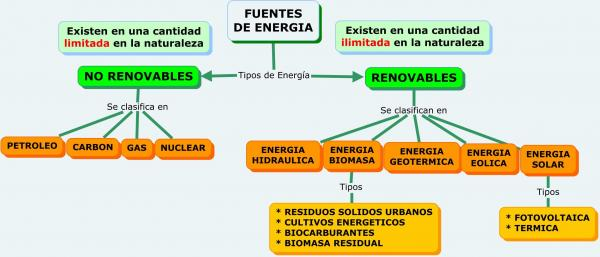 FUENTES
DE ENERGIA
Existen en una cantidad
limitada en la naturaleza
Existen en una cantidad
ilimitada en la naturaleza
NO RENOVABLES
Tipos de Energía
RENOVABLES
Se clasifica en
Se clasifican en
PETROLEO
CARBON
GAS
NUCLEAR
ENERGIA
HIDRAULICA
ENERGIA
BIOMASA
ENERGIA
GEOTERMICA
ENERGIA
EOLICA
ENERGIA
SOLAR
Tipos
Tipos
* RESIDUOS SOLIDOS URBANOS
* CULTIVOS ENERGETICOS
* BIOCARBURANTES
* BIOMASA RESIDUAL
* FOTOVOLTAICA
* TERMICA